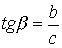 tgβ = b/c